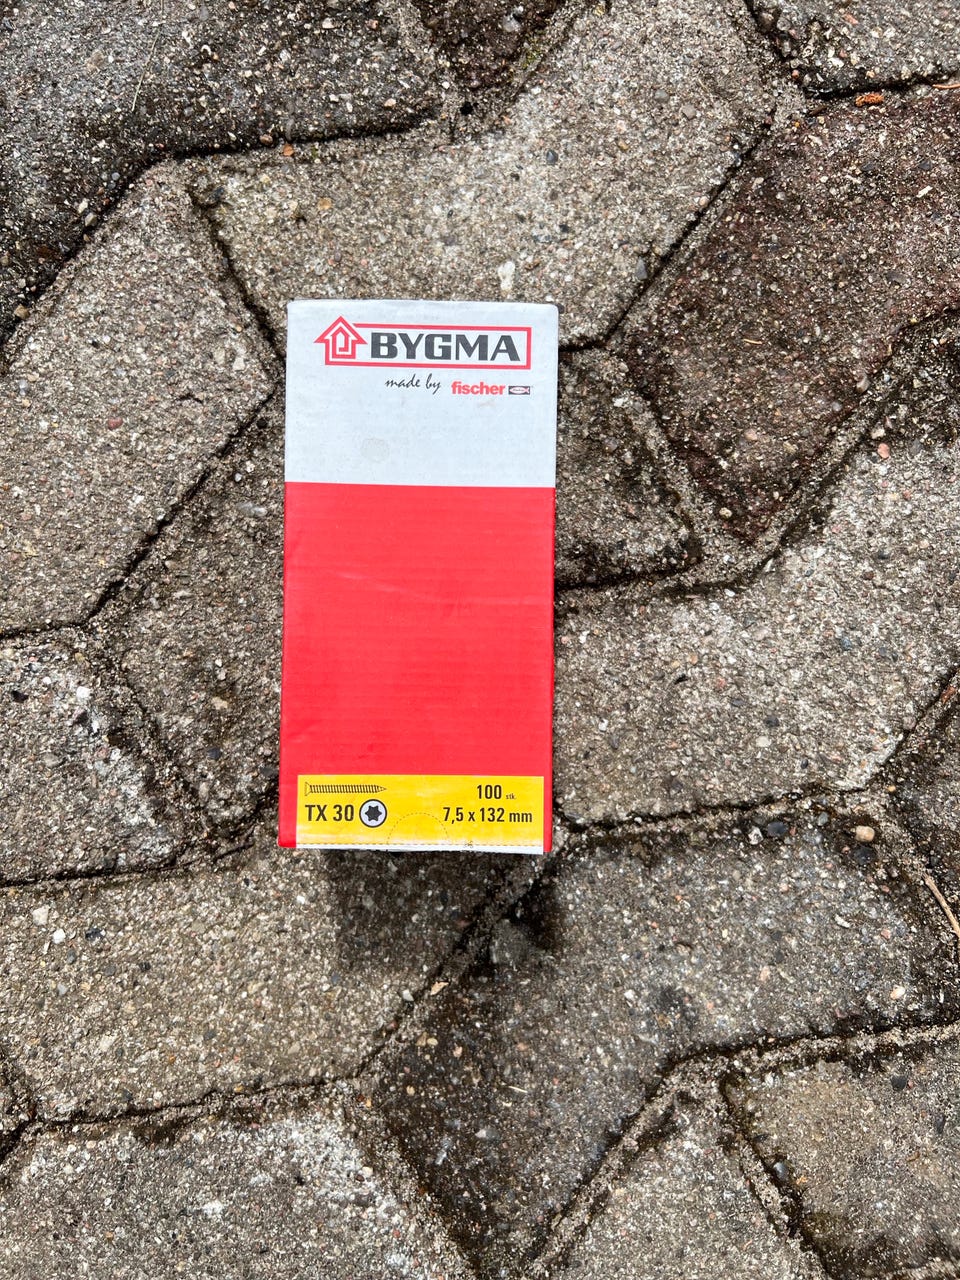 BYGMA
made by fischer
100 stk.
TX 30
7,5 x 132 mm